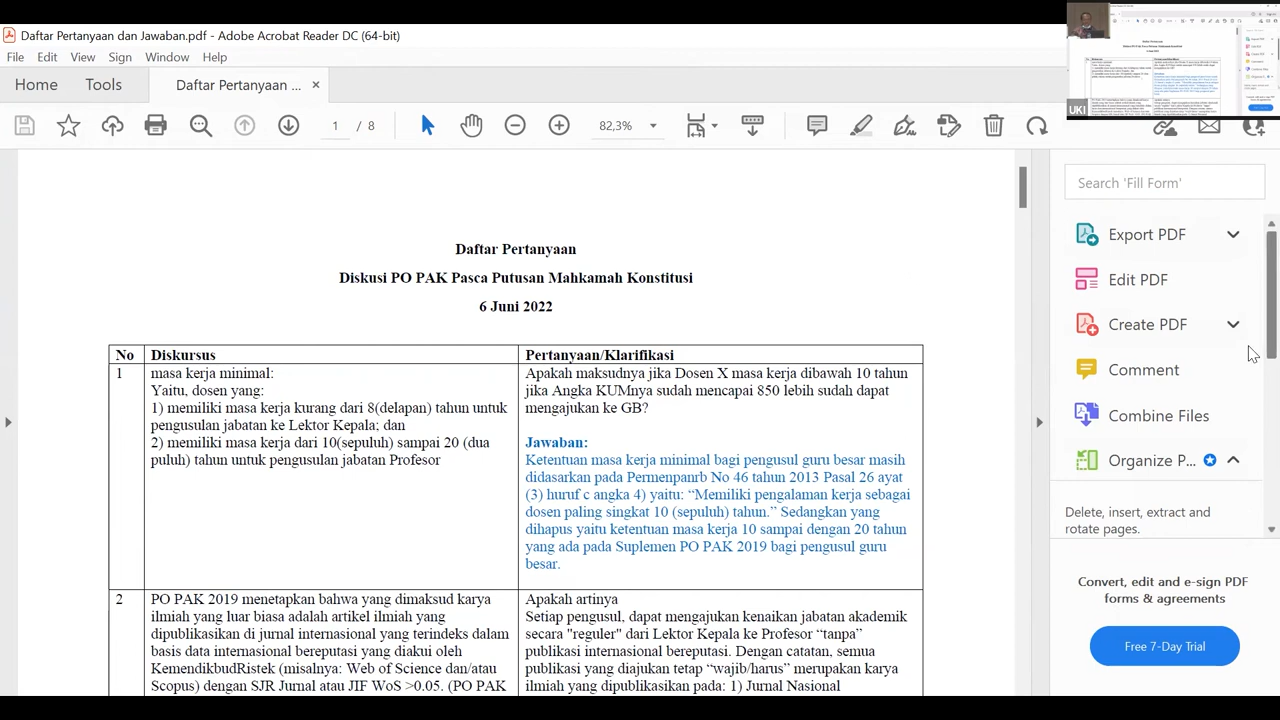 Daftar Pertanyaan dan Jawaban.pdf - Adobe Acrobat Reader DC (64-bit)
File Edit View Sign Window Help
Home Tools Daftar Pertanyaan ... ×
82,3%
UKI
Search 'Fill Form'
Export PDF
Edit PDF
Create PDF
Comment
Combine Files
Organize P...
Delete, insert, extract and
rotate pages.
Convert, edit and e-sign PDF
forms & agreements
Free 7-Day Trial
Daftar Pertanyaan
Diskusi PO PAK Pasca Putusan Mahkamah Konstitusi
6 Juni 2022
No Diskursus Pertanyaan/Klarifikasi
1
masa kerja minimal:
Yaitu, dosen yang:
1) memiliki masa kerja kurang dari 8(delapan) tahun untuk
pengusulan jabatan ke Lektor Kepala; dan
2) memiliki masa kerja dari 10(sepuluh) sampai 20 (dua
puluh) tahun untuk pengusulan jabatan Profesor
Apakah maksudnya jika Dosen X masa kerja dibawah 10 tahun
jika Angka KUMnya sudah mencapai 850 lebih sudah dapat
mengajukan ke GB?
Jawaban:
Ketentuan masa kerja minimal bagi pengusul guru besar masih
didasarkan pada Permenpanrb No 46 tahun 2013 Pasal 26 ayat
(3) huruf c angka 4) yaitu: “Memiliki pengalaman kerja sebagai
dosen paling singkat 10 (sepuluh) tahun.” Sedangkan yang
dihapus yaitu ketentuan masa kerja 10 sampai dengan 20 tahun
yang ada pada Suplemen PO PAK 2019 bagi pengusul guru
besar.
2
PO PAK 2019 menetapkan bahwa yang dimaksud karya
ilmiah yang luar biasa adalah artikel ilmiah yang
dipublikasikan di jurnal internasional yang terindeks dalam
basis data internasional bereputasi yang diakui oleh
KemendikbudRistek (misalnya: Web of Science dan/atau
Scopus) dengan SJR Jurnal atau JIF WoS >0.05. (PO PAK
Apakah artinya
Setiap pengusul, dapat mengajukan kenaikan jabatan akademik
secara "reguler" dari Lektor Kepala ke Profesor “tanpa”
publikasi internasional bereputasi. Dengan catatan, semua
publikasi yang diajukan tetap “wajib/harus” merupakan karya
ilmiah yang dipublikasikan pada: 1) Jurnal Nasional